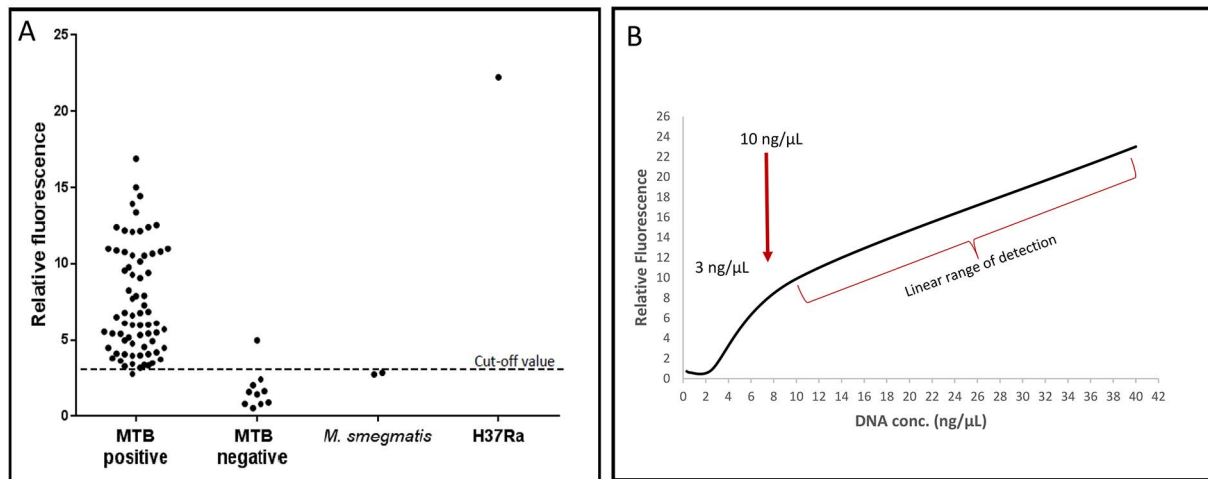 A
Relative fluorescence
25
20
15
10
5
0
Cut-off value
MTB
positive
MTB
negative
M. smegmatis
H37Ra
B
Relative Fluorescence
26
24
22
20
18
16
14
12
10
8
6
4
2
0
10 ng/µL
3 ng/µL
Linear range of detection
0 2 4 6 8 10 12 14 16 18 20 22 24 26 28 30 32 34 36 38 40 42
DNA conc. (ng/µL)